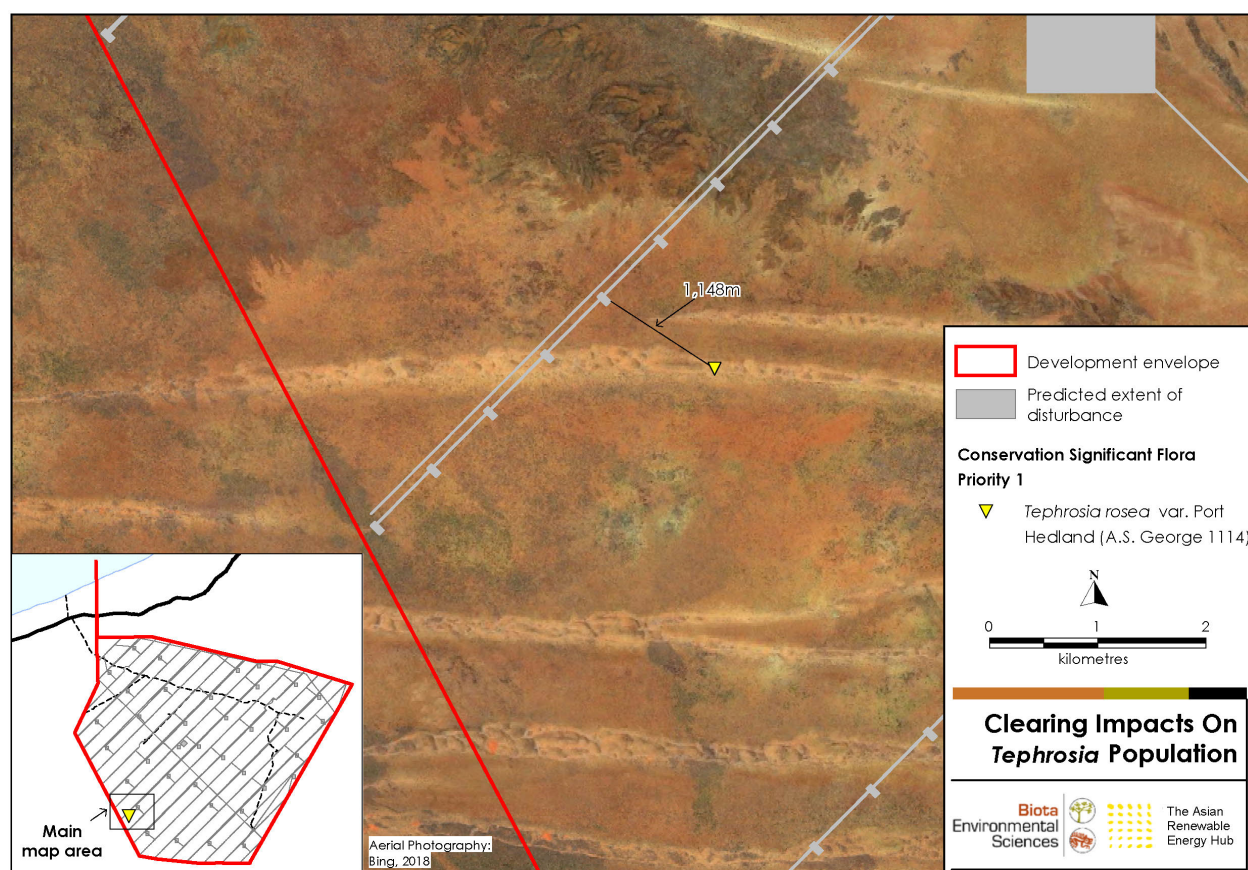 1,148m
Development envelope
Predicted extent of
disturbance
Conservation Significant Flora
Priority 1
Tephrosia rosea var. Port
Hedland (A.S. George 1114)
N
0 1 2
kilometres
Clearing Impacts On
Tephrosia Population
Biota
Environmental
Sciences
The Asian
Renewable
Energy Hub
Main
map area
Aerial Photography:
Bing, 2018